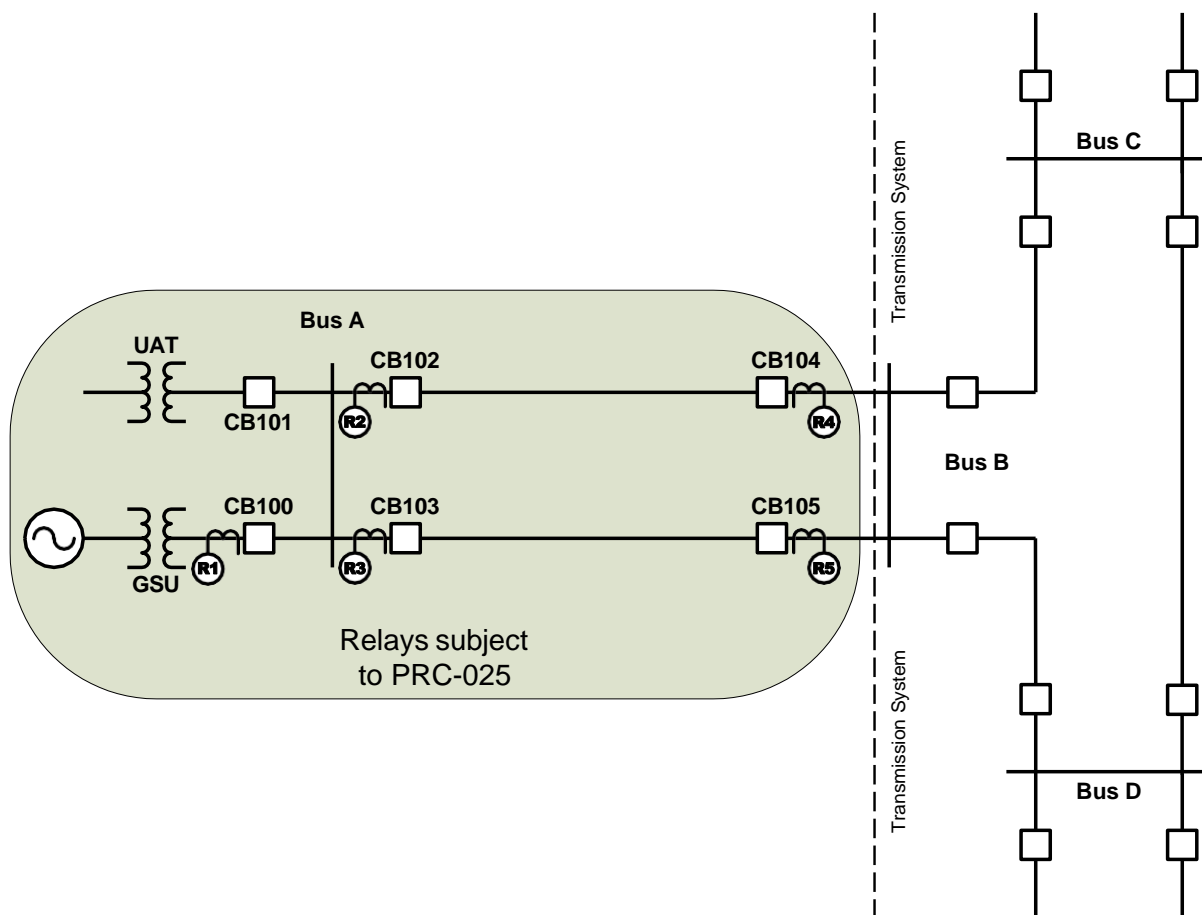 Bus C
Transmission System
Bus A
UAT
CB102
CB104
R2
R4
CB101
Bus B
CB100
CB103
CB105
R1
R3
R5
GSU
Relays subject
to PRC-025
Transmission System
Bus D